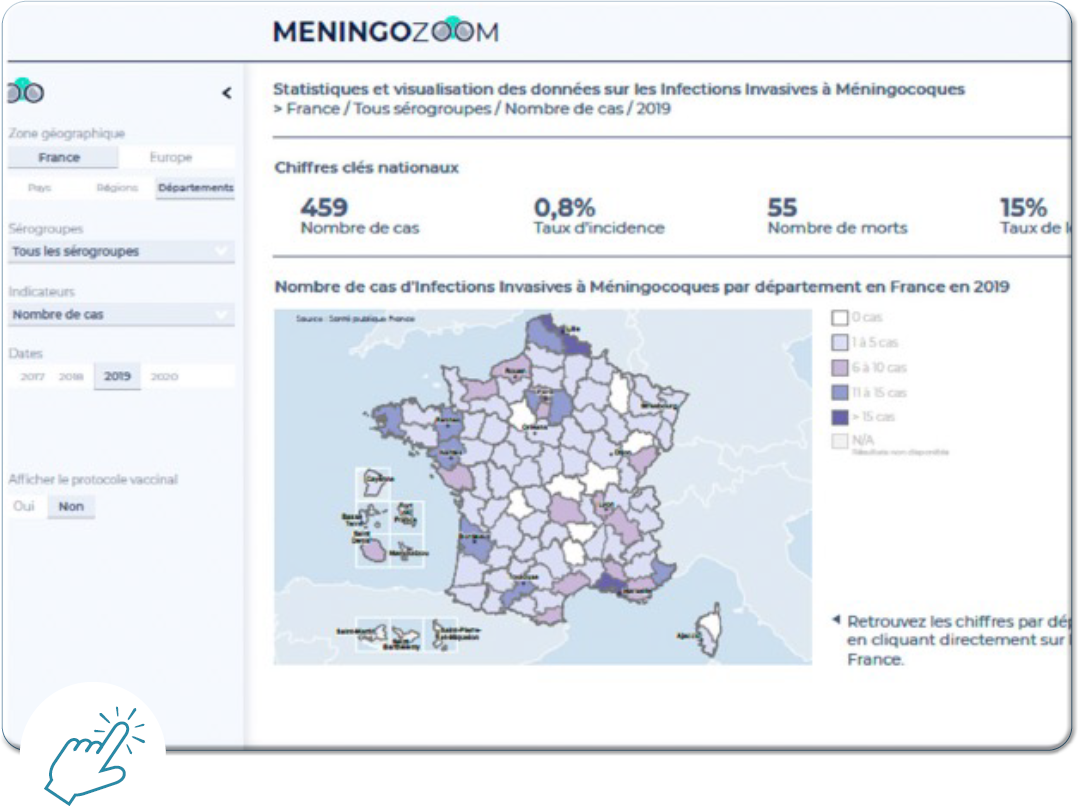 MENINGOZOOM
Zone géographique
France Europe
Pays Régions Départements
Sérogroupes
Tous les sérogroupes
Indicateurs
Nombre de cas
Dates
2017 2018 2019 2020
Afficher le protocole vaccinal
Oui Non
Statistiques et visualisation des données sur les Infections Invasives à Méningocoques
> France / Tous sérogroupes / Nombre de cas / 2019
Chiffres clés nationaux
459
Nombre de cas
0,8%
Taux d'incidence
55
Nombre de morts
15%
Taux de l
Nombre de cas d'Infections Invasives à Méningocoques par département en France en 2019
Source : Santé publique France
Lille
Rouen
Paris
Strasbourg
Rennes
Orléans
Nantes
Dijon
Lyon
Cayenne
Fort
de
France
Basse
Terre
Saint
Denis
Mamoudzou
Bordeaux
Toulouse
Marseille
Ajaccio
Saint-Martin
Saint-
Barthélemy
Saint-Pierre-
et-Miquelon
0 cas
1 à 5 cas
6 à 10 cas
11 à 15 cas
> 15 cas
N/A
Résultats non disponible
Retrouvez les chiffres par dé
en cliquant directement sur
France.